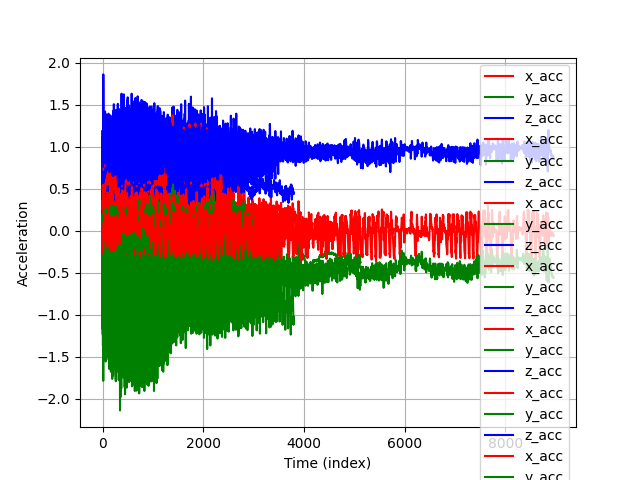 2.0
1.5
1.0
0.5
0.0
−0.5
−1.0
−1.5
−2.0
Acceleration
0
2000
4000
6000
8000
Time (index)
x_acc
y_acc
z_acc
x_acc
y_acc
z_acc
x_acc
y_acc
z_acc
x_acc
y_acc
z_acc
x_acc
y_acc
z_acc
x_acc
y_acc
z_acc
x_acc
y_acc